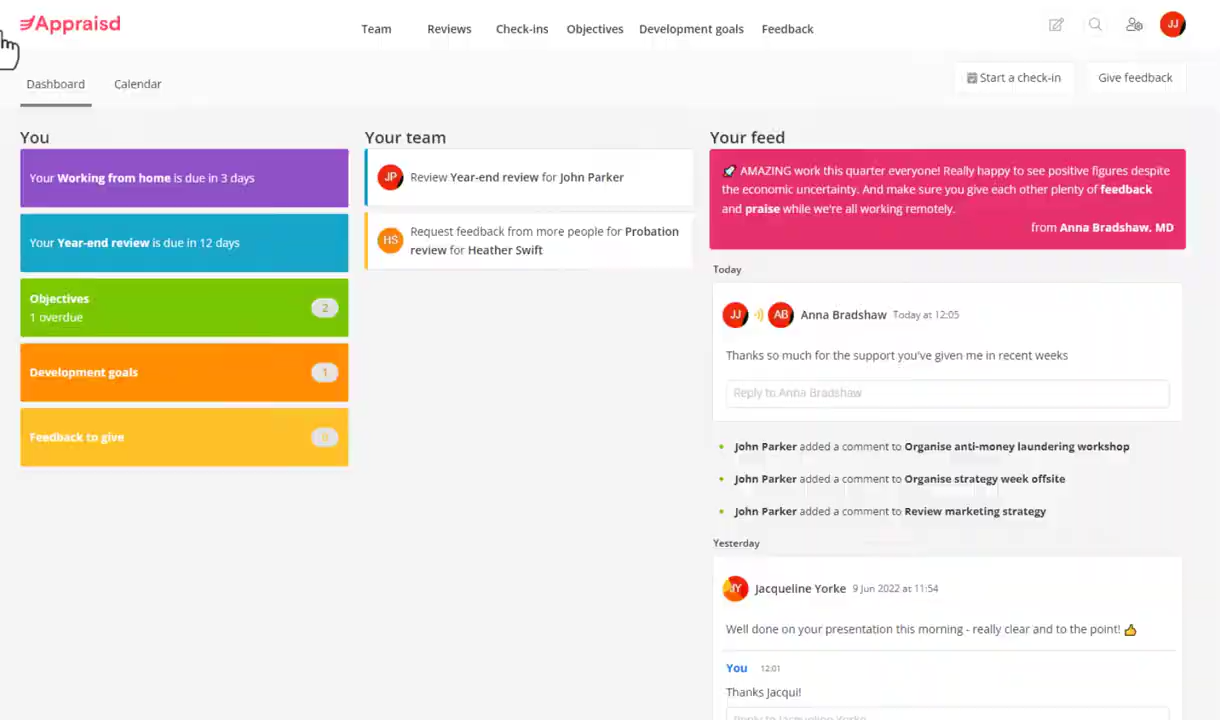 Appraisd
Team Reviews Check-ins Objectives Development goals Feedback
JJ
Dashboard Calendar
Start a check-in Give feedback
You
Your Working from home is due in 3 days
Your Year-end review is due in 12 days
Objectives
1 overdue
2
Development goals
1
Feedback to give
Your team
JP
Review Year-end review for John Parker
HS
Request feedback from more people for Probation
review for Heather Swift
Your feed
🚀 AMAZING work this quarter everyone! Really happy to see positive figures despite
the economic uncertainty. And make sure you give each other plenty of feedback
and praise while we're all working remotely.
from Anna Bradshaw, MD
Today
JJ AB Anna Bradshaw Today at 12:05
Thanks so much for the support you've given me in recent weeks
Reply to Anna Bradshaw
John Parker added a comment to Organise anti-money laundering workshop
John Parker added a comment to Organise strategy week offsite
John Parker added a comment to Review marketing strategy
Yesterday
JY Jacqueline Yorke 9 Jun 2022 at 11:54
Well done on your presentation this morning - really clear and to the point! 👍
You 12:01
Thanks Jacqui!
Reply to Jacqueline Yorke